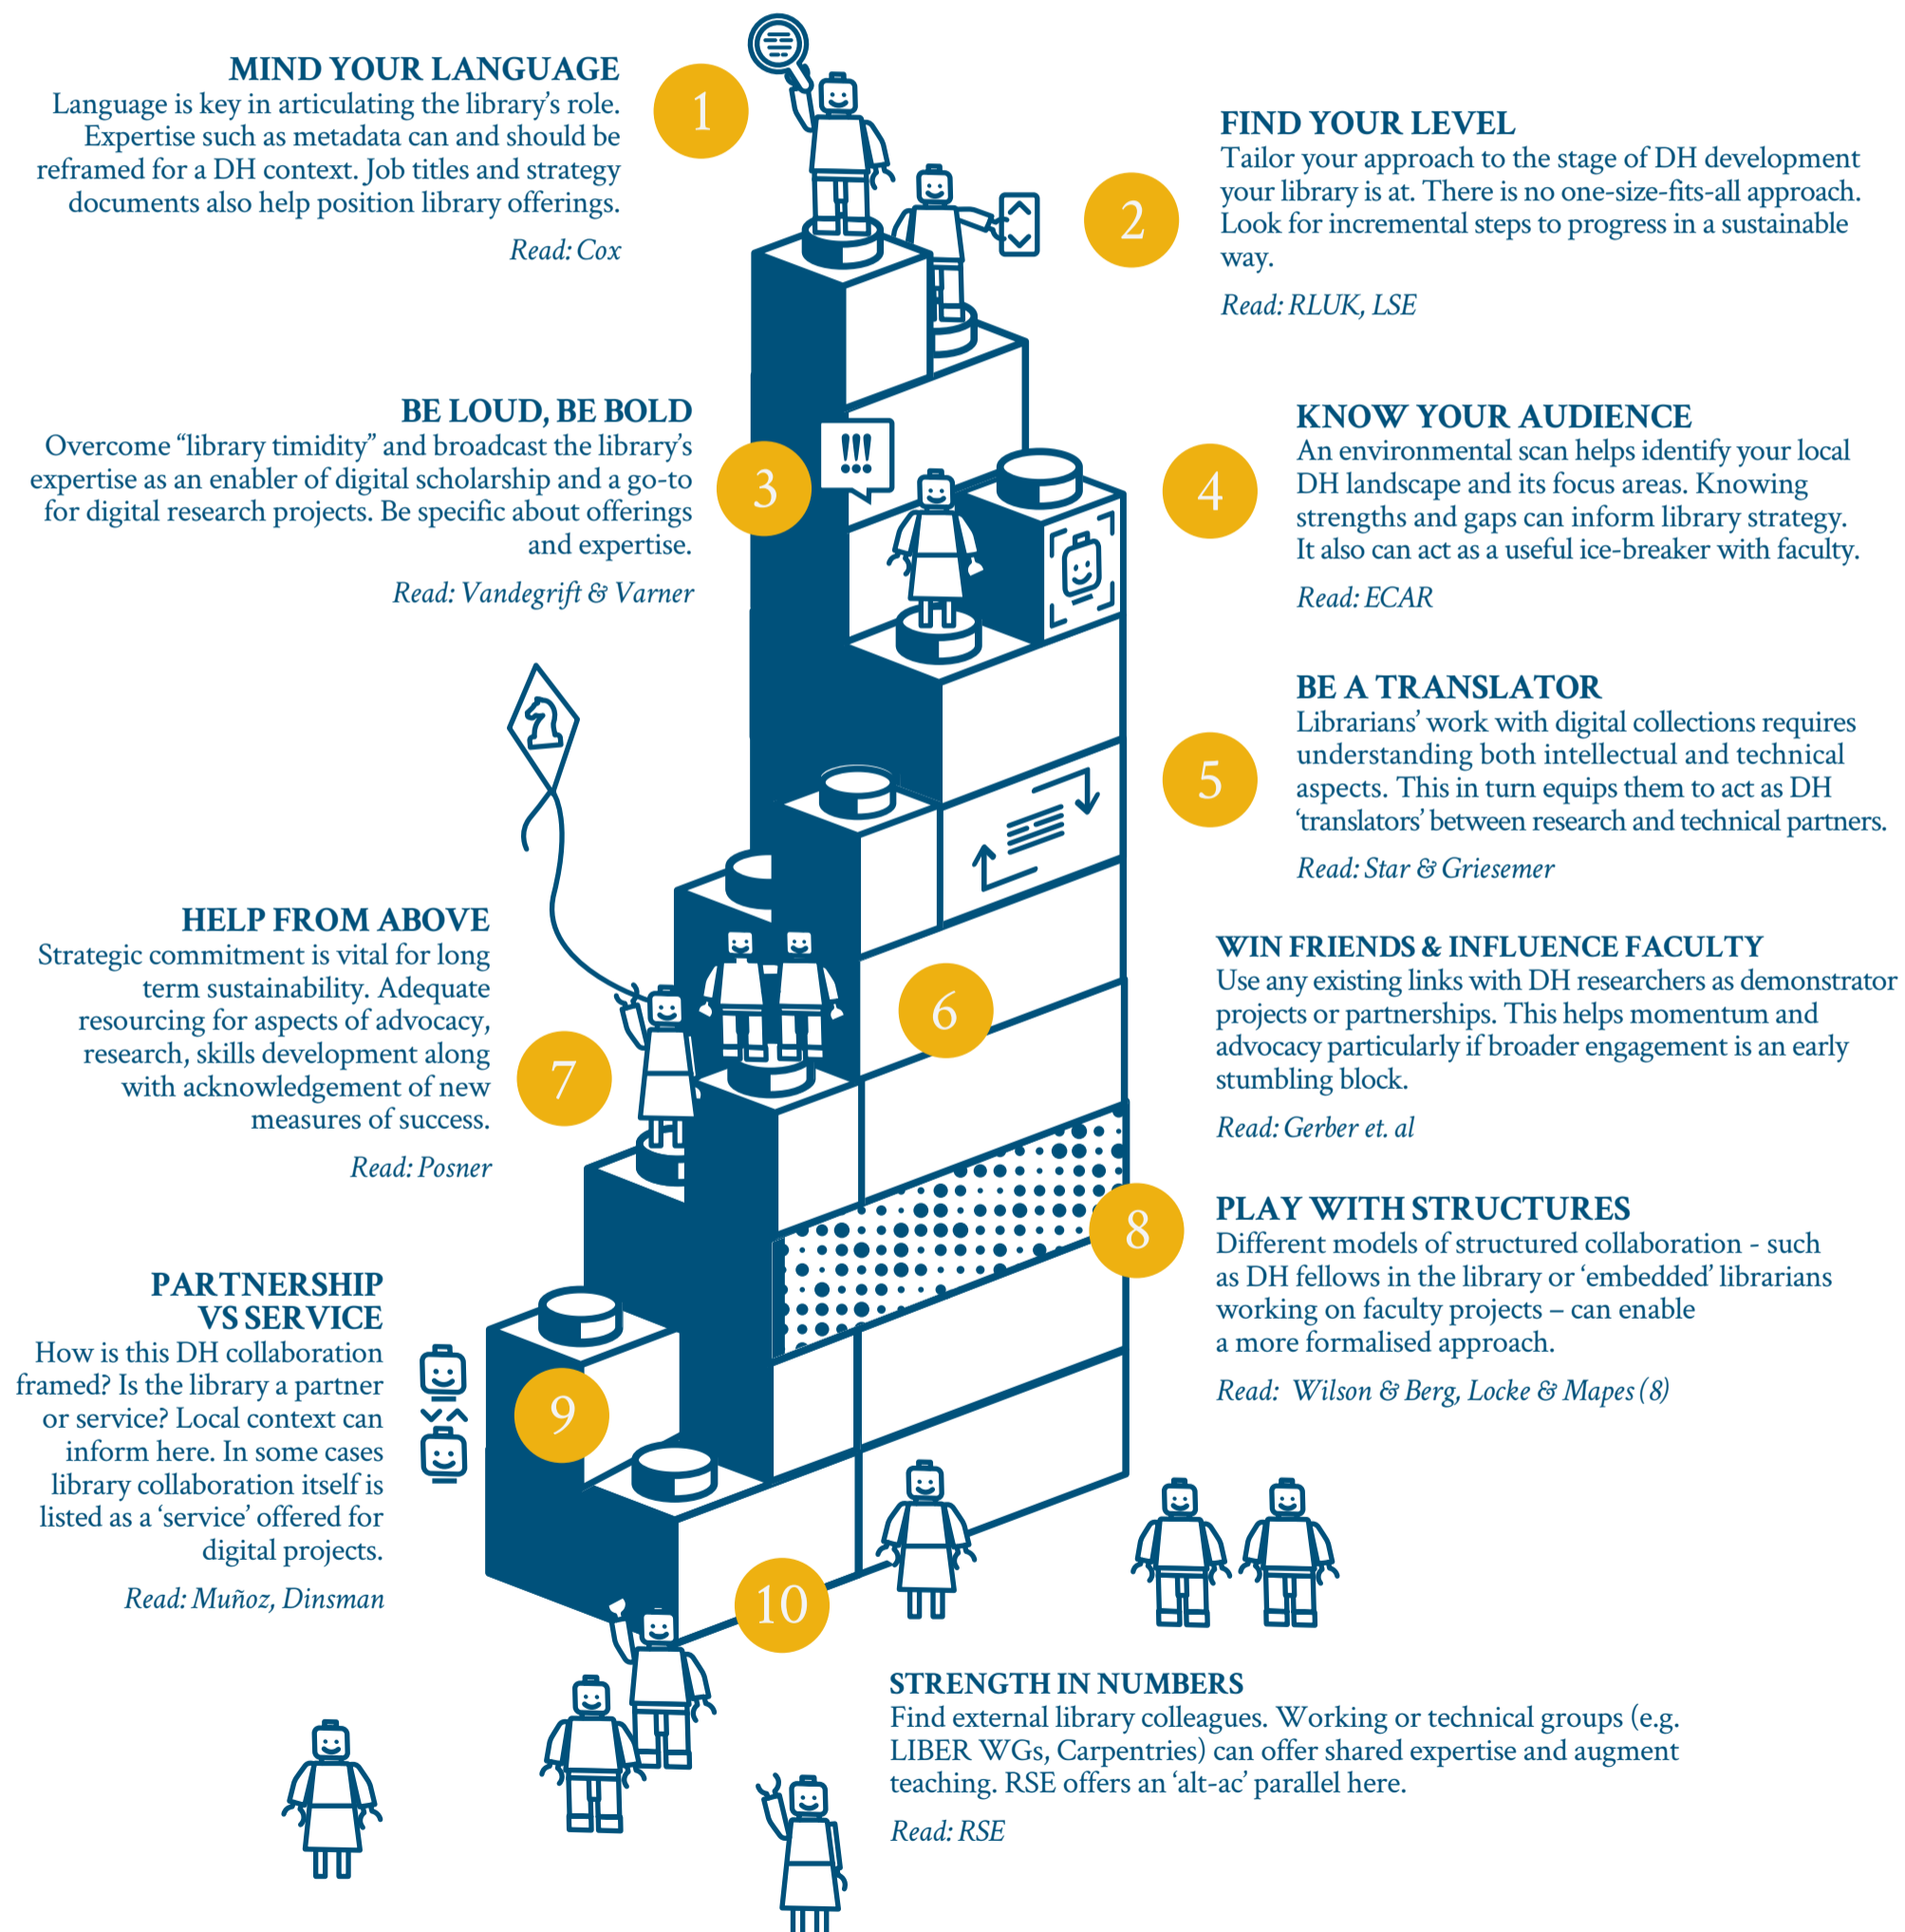 1
MIND YOUR LANGUAGE
Language is key in articulating the library’s role.
Expertise such as metadata can and should be
reframed for a DH context. Job titles and strategy
documents also help position library offerings.
Read: Cox
2
FIND YOUR LEVEL
Tailor your approach to the stage of DH development
your library is at. There is no one-size-fits-all approach.
Look for incremental steps to progress in a sustainable
way.
Read: RLUK, LSE
3
BE LOUD, BE BOLD
Overcome “library timidity” and broadcast the library’s
expertise as an enabler of digital scholarship and a go-to
for digital research projects. Be specific about offerings
and expertise.
Read: Vandegrift & Varner
!!!
4
KNOW YOUR AUDIENCE
An environmental scan helps identify your local
DH landscape and its focus areas. Knowing
strengths and gaps can inform library strategy.
It also can act as a useful ice-breaker with faculty.
Read: ECAR
5
BE A TRANSLATOR
Librarians’ work with digital collections requires
understanding both intellectual and technical
aspects. This in turn equips them to act as DH
‘translators’ between research and technical partners.
Read: Star & Griesemer
6
WIN FRIENDS & INFLUENCE FACULTY
Use any existing links with DH researchers as demonstrator
projects or partnerships. This helps momentum and
advocacy particularly if broader engagement is an early
stumbling block.
Read: Gerber et. al
7
HELP FROM ABOVE
Strategic commitment is vital for long
term sustainability. Adequate
resourcing for aspects of advocacy,
research, skills development along
with acknowledgement of new
measures of success.
Read: Posner
8
PLAY WITH STRUCTURES
Different models of structured collaboration - such
as DH fellows in the library or ‘embedded’ librarians
working on faculty projects – can enable
a more formalised approach.
Read: Wilson & Berg, Locke & Mapes (8)
9
PARTNERSHIP
VS SERVICE
How is this DH collaboration
framed? Is the library a partner
or service? Local context can
inform here. In some cases
library collaboration itself is
listed as a ‘service’ offered for
digital projects.
Read: Muñoz, Dinsman
10
STRENGTH IN NUMBERS
Find external library colleagues. Working or technical groups (e.g.
LIBER WGs, Carpentries) can offer shared expertise and augment
teaching. RSE offers an ‘alt-ac’ parallel here.
Read: RSE